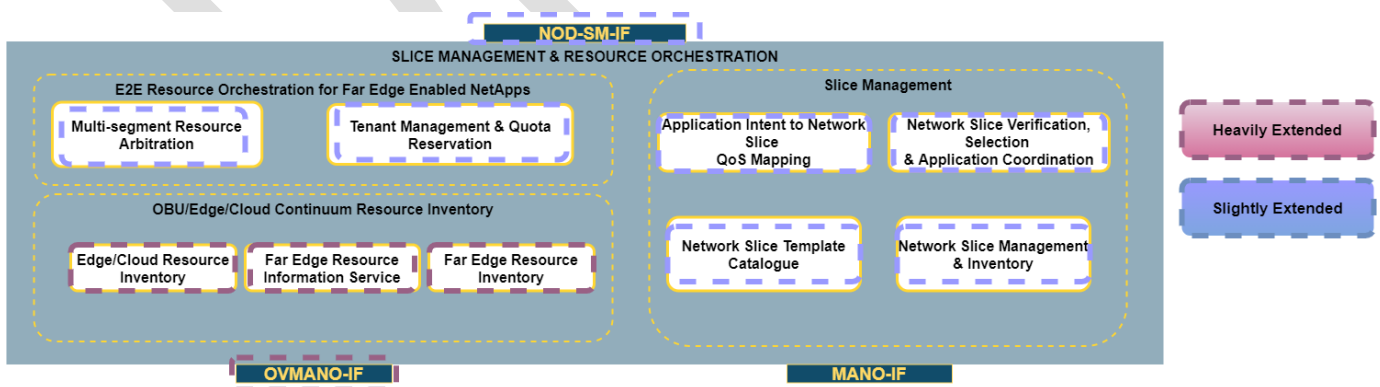 NOD-SM-IF
SLICE MANAGEMENT & RESOURCE ORCHESTRATION
E2E Resource Orchestration for Far Edge Enabled NetApps
Multi-segment Resource
Arbitration
Tenant Management & Quota
Reservation
OBU/Edge/Cloud Continuum Resource Inventory
Edge/Cloud Resource
Inventory
Far Edge Resource
Information Service
Far Edge Resource
Inventory
Slice Management
Application Intent to Network
Slice
QoS Mapping
Network Slice Verification,
Selection
& Application Coordination
Network Slice Template
Catalogue
Network Slice Management
& Inventory
OVMANO-IF
MANO-IF
Heavily Extended
Slightly Extended